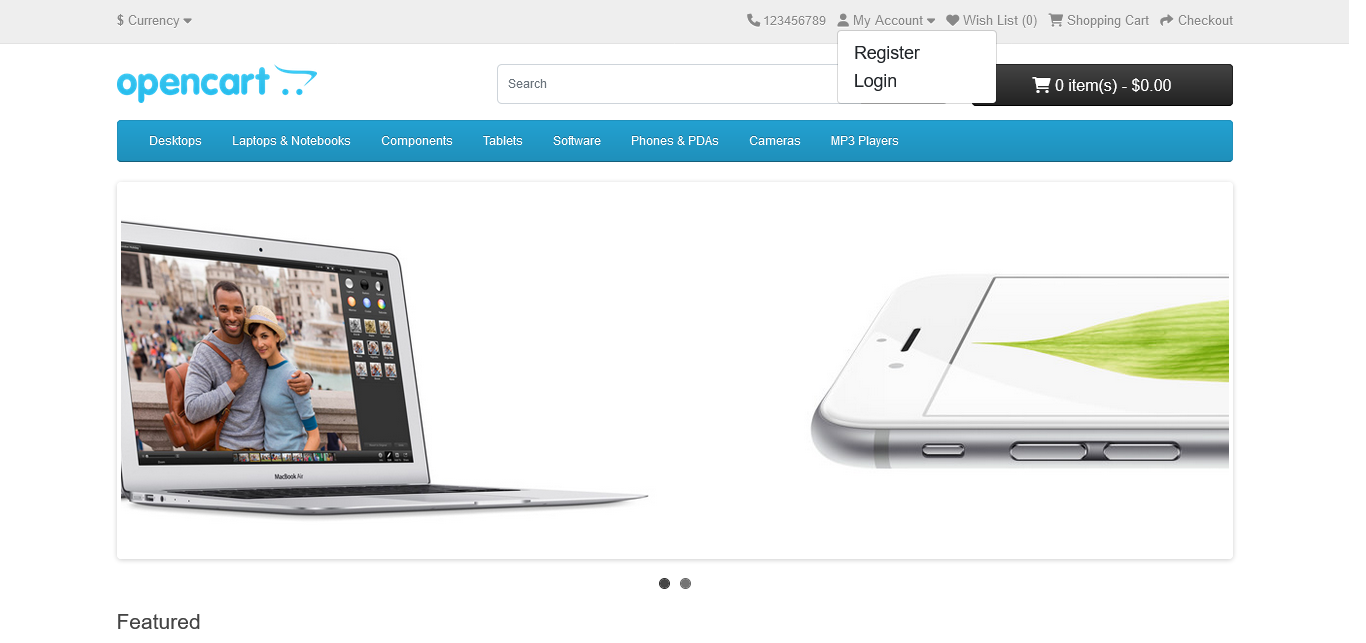 $ Currency
123456789 My Account Wish List (0) Shopping Cart Checkout
Register
Login
opencart
Search
0 item(s) - $0.00
Desktops Laptops & Notebooks Components Tablets Software Phones & PDAs Cameras MP3 Players
MacBook Air
Featured